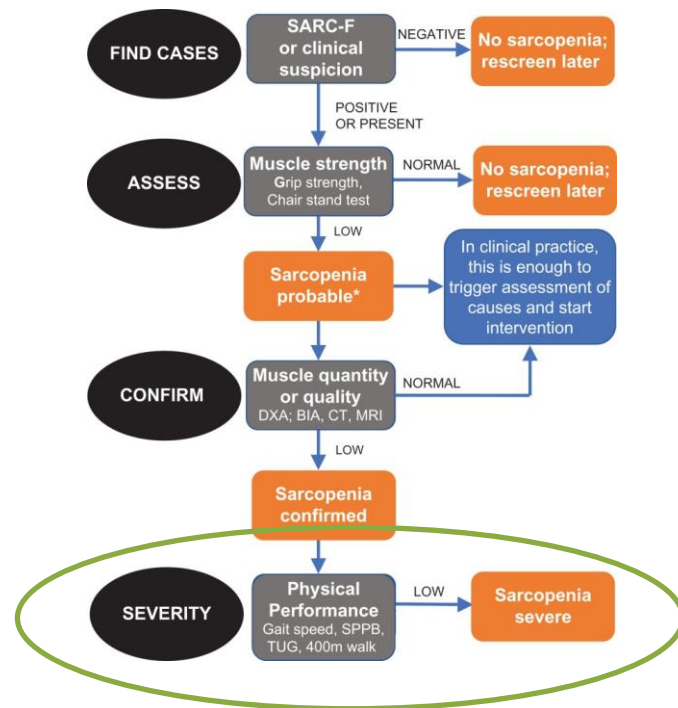 FIND CASES
SARC-F
or clinical
suspicion
NEGATIVE
No sarcopenia;
rescreen later
POSITIVE
OR PRESENT
ASSESS
Muscle strength
Grip strength,
Chair stand test
NORMAL
No sarcopenia;
rescreen later
LOW
Sarcopenia
probable*
In clinical practice,
this is enough to
trigger assessment of
causes and start
intervention
CONFIRM
Muscle quantity
or quality
DXA; BIA, CT, MRI
NORMAL
LOW
Sarcopenia
confirmed
SEVERITY
Physical
Performance
Gait speed, SPPB,
TUG, 400m walk
LOW
Sarcopenia
severe